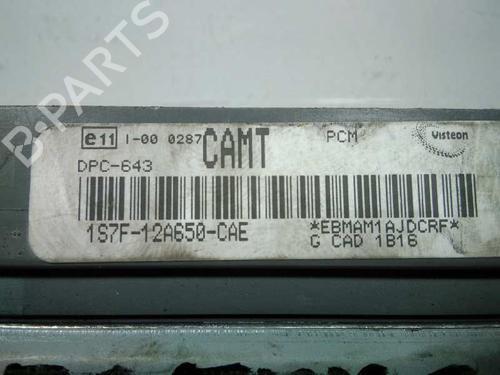 e11 I-00 0287 CAMT PCM Visteon
DPC-643
1S7F-12A650-CAE *EBMAM1AJDCRF*
G CAD 1B16
B-PARTS